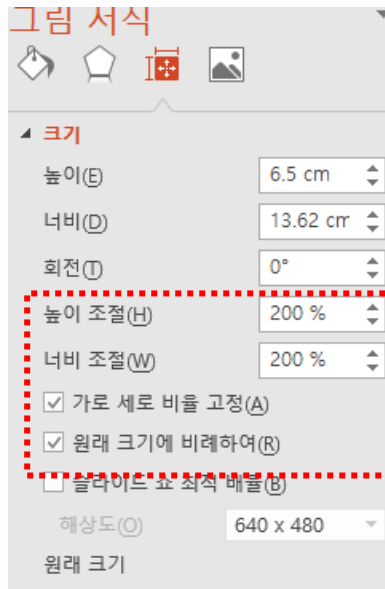 그림 서식
크기
높이(E) 6.5 cm
너비(D) 13.62 cm
회전(T) 0°
높이 조절(H) 200 %
너비 조절(W) 200 %
가로 세로 비율 고정(A)
원래 크기에 비례하여(R)
슬라이드 쇼 최적 배율(B)
해상도(O) 640 x 480
원래 크기